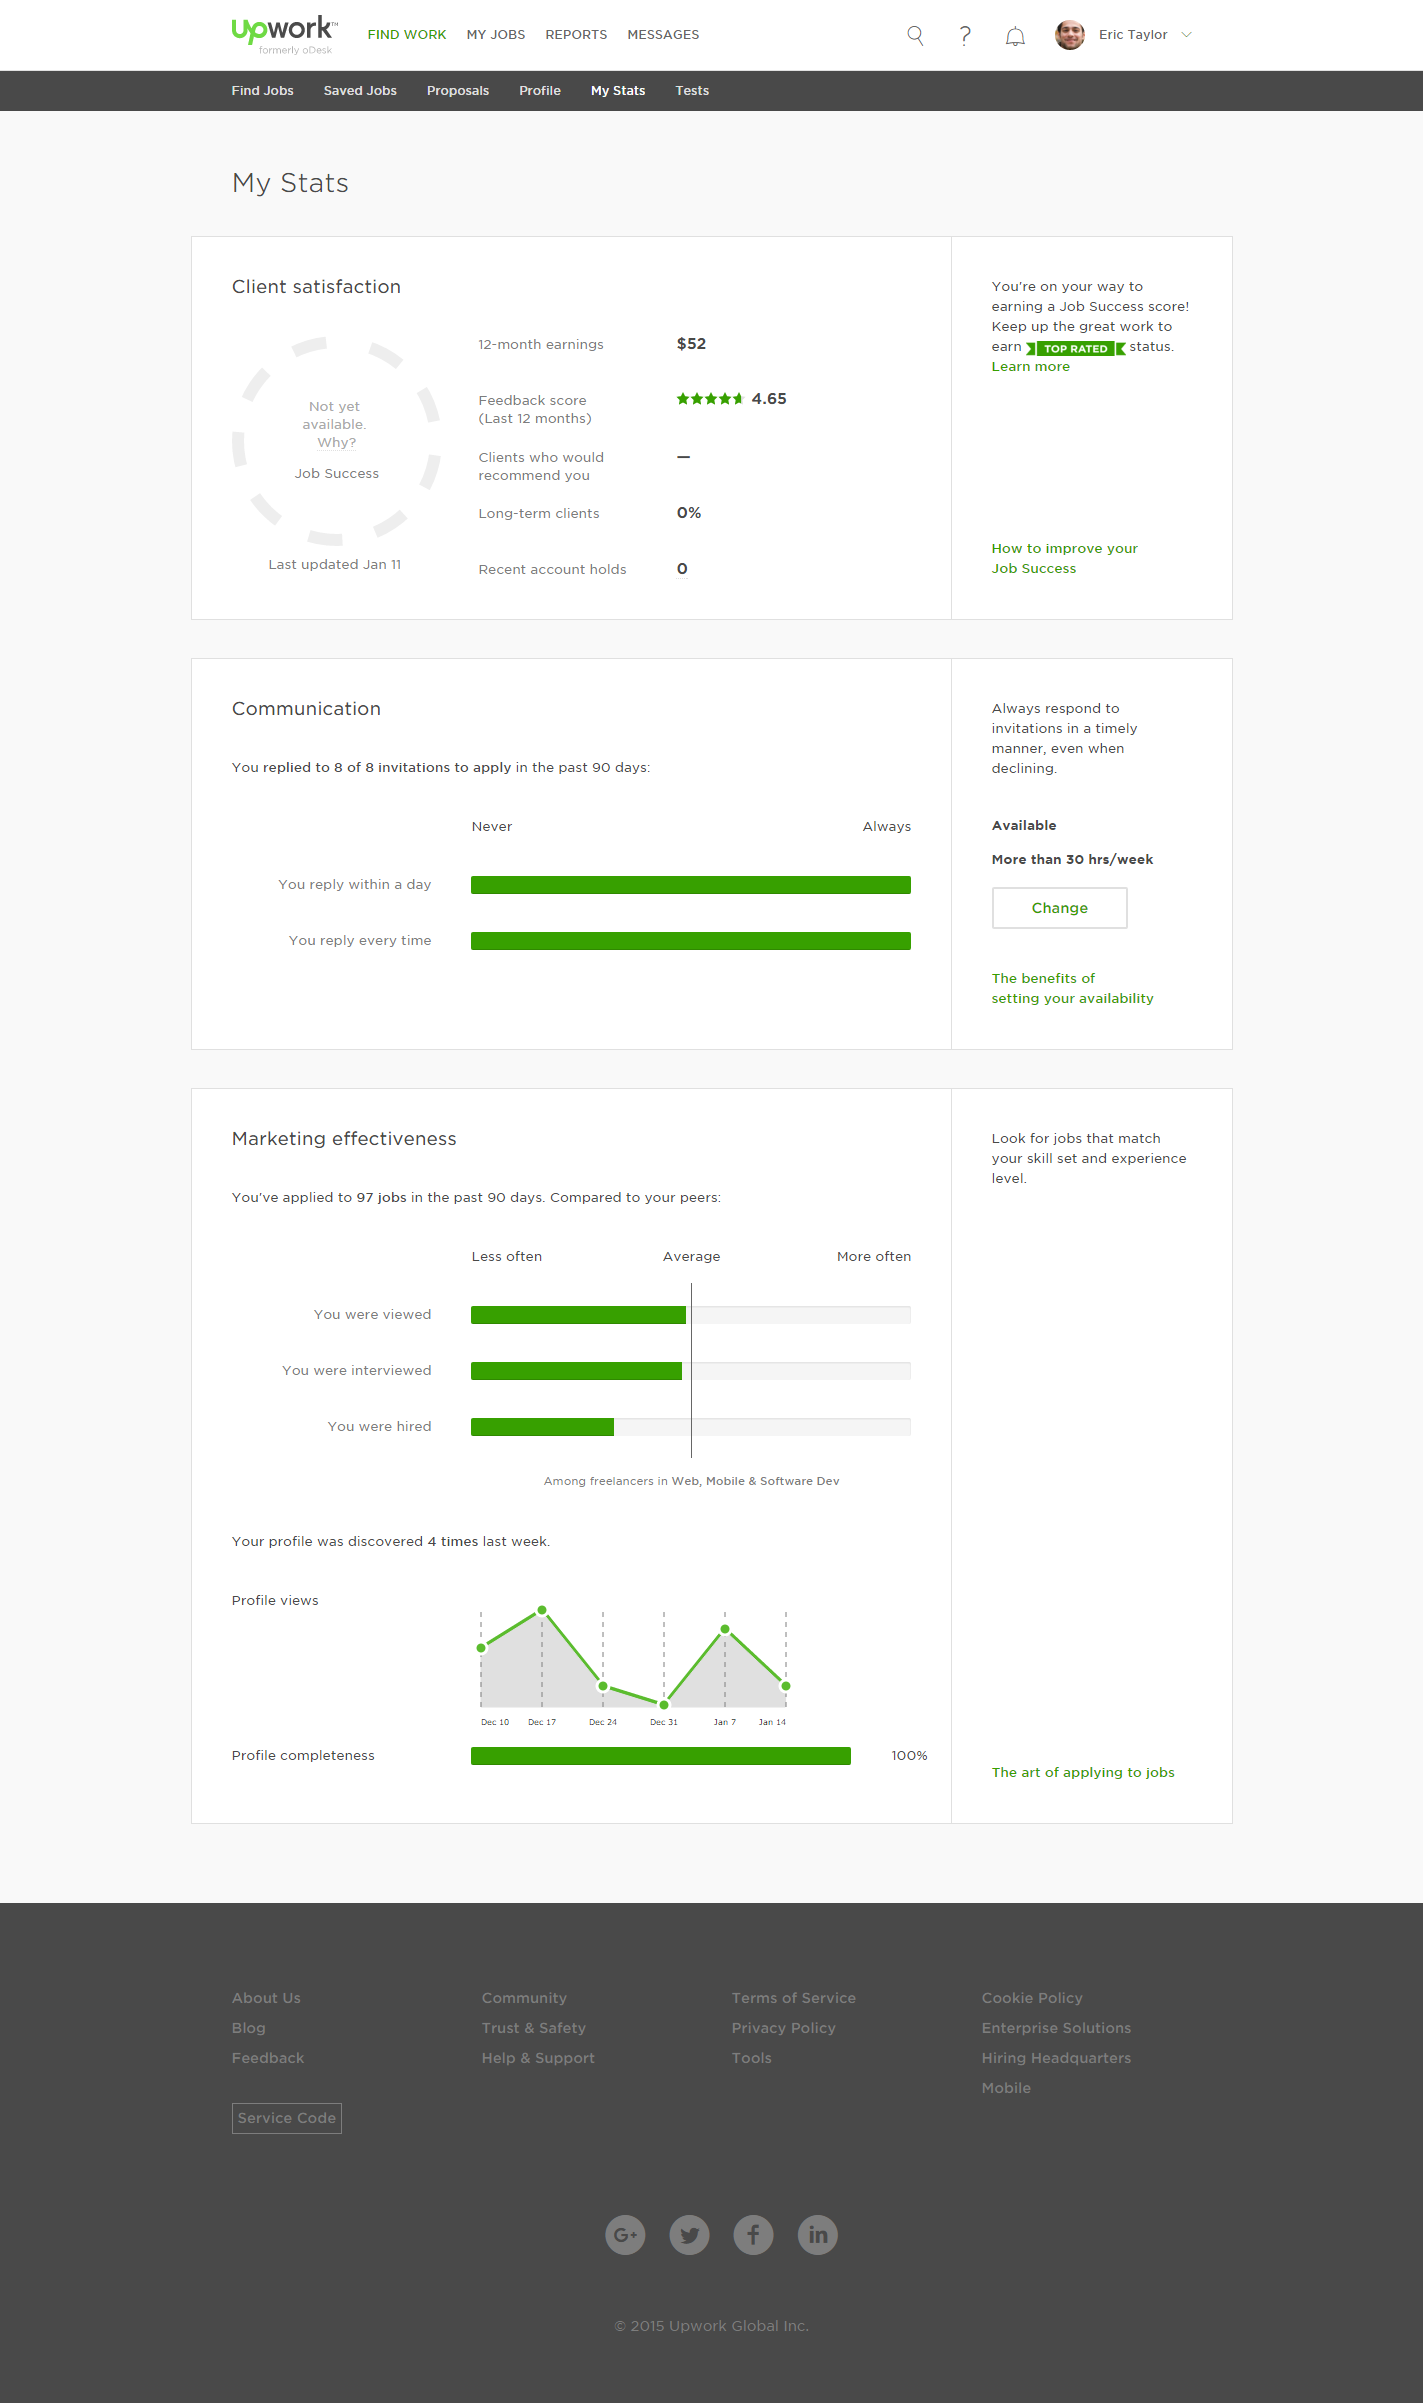 Upwork™
formerly oDesk
FIND WORK MY JOBS REPORTS MESSAGES
Eric Taylor
Find Jobs Saved Jobs Proposals Profile My Stats Tests
My Stats
Client satisfaction
Not yet
available.
Why?
Job Success
Last updated Jan 11
12-month earnings $52
Feedback score 4.65
(Last 12 months)
Clients who would —
recommend you
Long-term clients 0%
Recent account holds 0
You're on your way to
earning a Job Success score!
Keep up the great work to
earn TOP RATED status.
Learn more
How to improve your
Job Success
Communication
You replied to 8 of 8 invitations to apply in the past 90 days:
Never Always
You reply within a day
You reply every time
Always respond to
invitations in a timely
manner, even when
declining.
Available
More than 30 hrs/week
Change
The benefits of
setting your availability
Marketing effectiveness
You've applied to 97 jobs in the past 90 days. Compared to your peers:
Less often Average More often
You were viewed
You were interviewed
You were hired
Among freelancers in Web, Mobile & Software Dev
Your profile was discovered 4 times last week.
Profile views
Dec 10 Dec 17 Dec 24 Dec 31 Jan 7 Jan 14
Profile completeness 100%
Look for jobs that match
your skill set and experience
level.
The art of applying to jobs
About Us Community Terms of Service Cookie Policy
Blog Trust & Safety Privacy Policy Enterprise Solutions
Feedback Help & Support Tools Hiring Headquarters
Mobile
Service Code
G+ f in
© 2015 Upwork Global Inc.